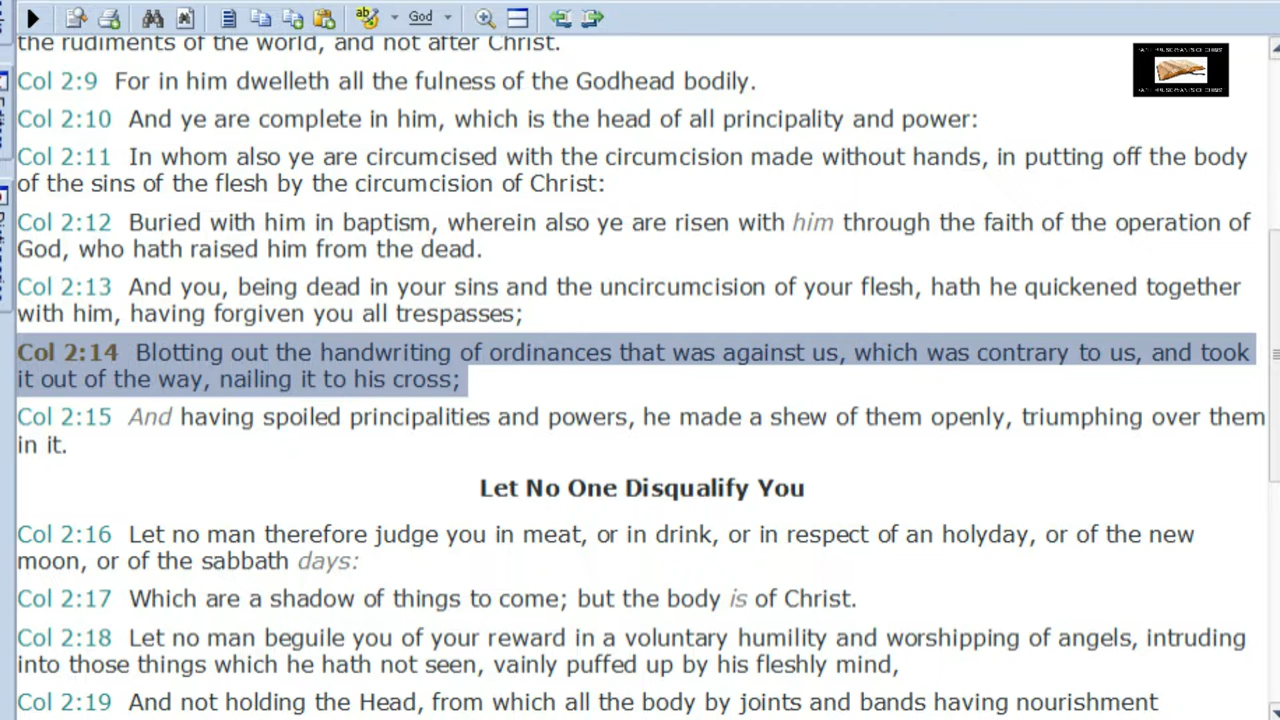 God
the rudiments of the world, and not after Christ.
Col 2:9 For in him dwelleth all the fulness of the Godhead bodily.
Col 2:10 And ye are complete in him, which is the head of all principality and power:
Col 2:11 In whom also ye are circumcised with the circumcision made without hands, in putting off the body
of the sins of the flesh by the circumcision of Christ:
Col 2:12 Buried with him in baptism, wherein also ye are risen with him through the faith of the operation of
God, who hath raised him from the dead.
Col 2:13 And you, being dead in your sins and the uncircumcision of your flesh, hath he quickened together
with him, having forgiven you all trespasses;
Col 2:14 Blotting out the handwriting of ordinances that was against us, which was contrary to us, and took
it out of the way, nailing it to his cross;
Col 2:15 And having spoiled principalities and powers, he made a shew of them openly, triumphing over them
in it.
Let No One Disqualify You
Col 2:16 Let no man therefore judge you in meat, or in drink, or in respect of an holyday, or of the new
moon, or of the sabbath days:
Col 2:17 Which are a shadow of things to come; but the body is of Christ.
Col 2:18 Let no man beguile you of your reward in a voluntary humility and worshipping of angels, intruding
into those things which he hath not seen, vainly puffed up by his fleshly mind,
Col 2:19 And not holding the Head, from which all the body by joints and bands having nourishment